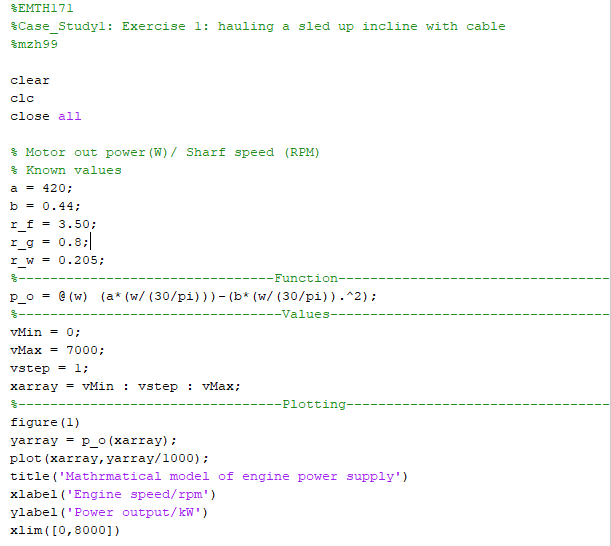 %EMTH171
%Case_Study1: Exercise 1: hauling a sled up incline with cable
%mzh99
clear
clc
close all
% Motor out power(W)/ Sharf speed (RPM)
% Known values
a = 420;
b = 0.44;
r_f = 3.50;
r_g = 0.8;
r_w = 0.205;
%-----------------------------Function-------------------------------
p_o = @(w) (a*(w/(30/pi)))-(b*(w/(30/pi)).^2);
%------------------------------Values--------------------------------
vMin = 0;
vMax = 7000;
vstep = 1;
xarray = vMin : vstep : vMax;
%------------------------------Plotting------------------------------
figure(1)
yarray = p_o(xarray);
plot(xarray,yarray/1000);
title('Mathrmatical model of engine power supply')
xlabel('Engine speed/rpm')
ylabel('Power output/kW')
xlim([0,8000])